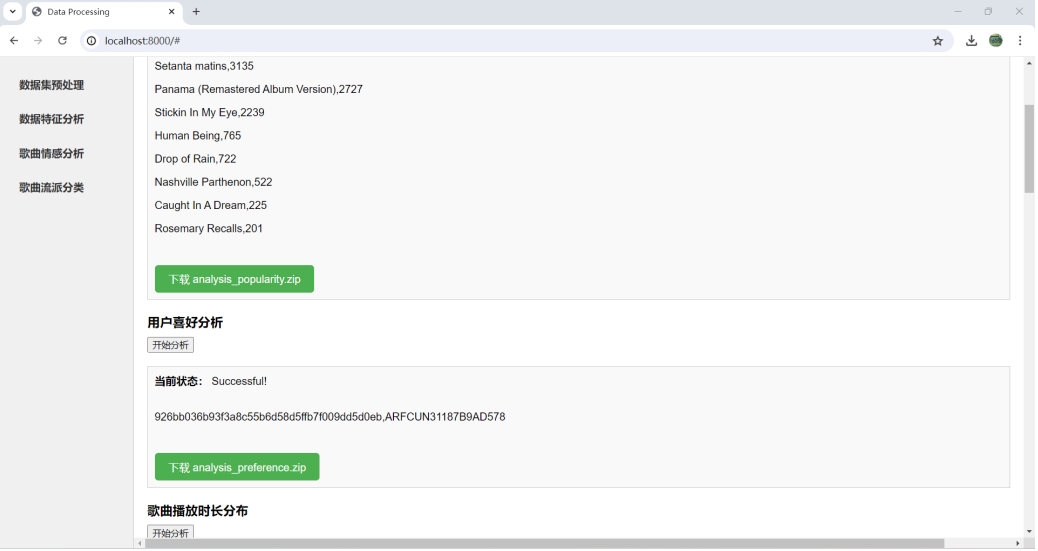 Data Processing
localhost:8000/#
数据集预处理
数据特征分析
歌曲情感分析
歌曲流派分类
Setanta matins,3135
Panama (Remastered Album Version),2727
Stickin In My Eye,2239
Human Being,765
Drop of Rain,722
Nashville Parthenon,522
Caught In A Dream,225
Rosemary Recalls,201
下载 analysis_popularity.zip
用户喜好分析
开始分析
当前状态： Successful!
926bb036b93f3a8c55b6d58d5ffb7f009dd5d0eb,ARFCUN31187B9AD578
下载 analysis_preference.zip
歌曲播放时长分布
开始分析